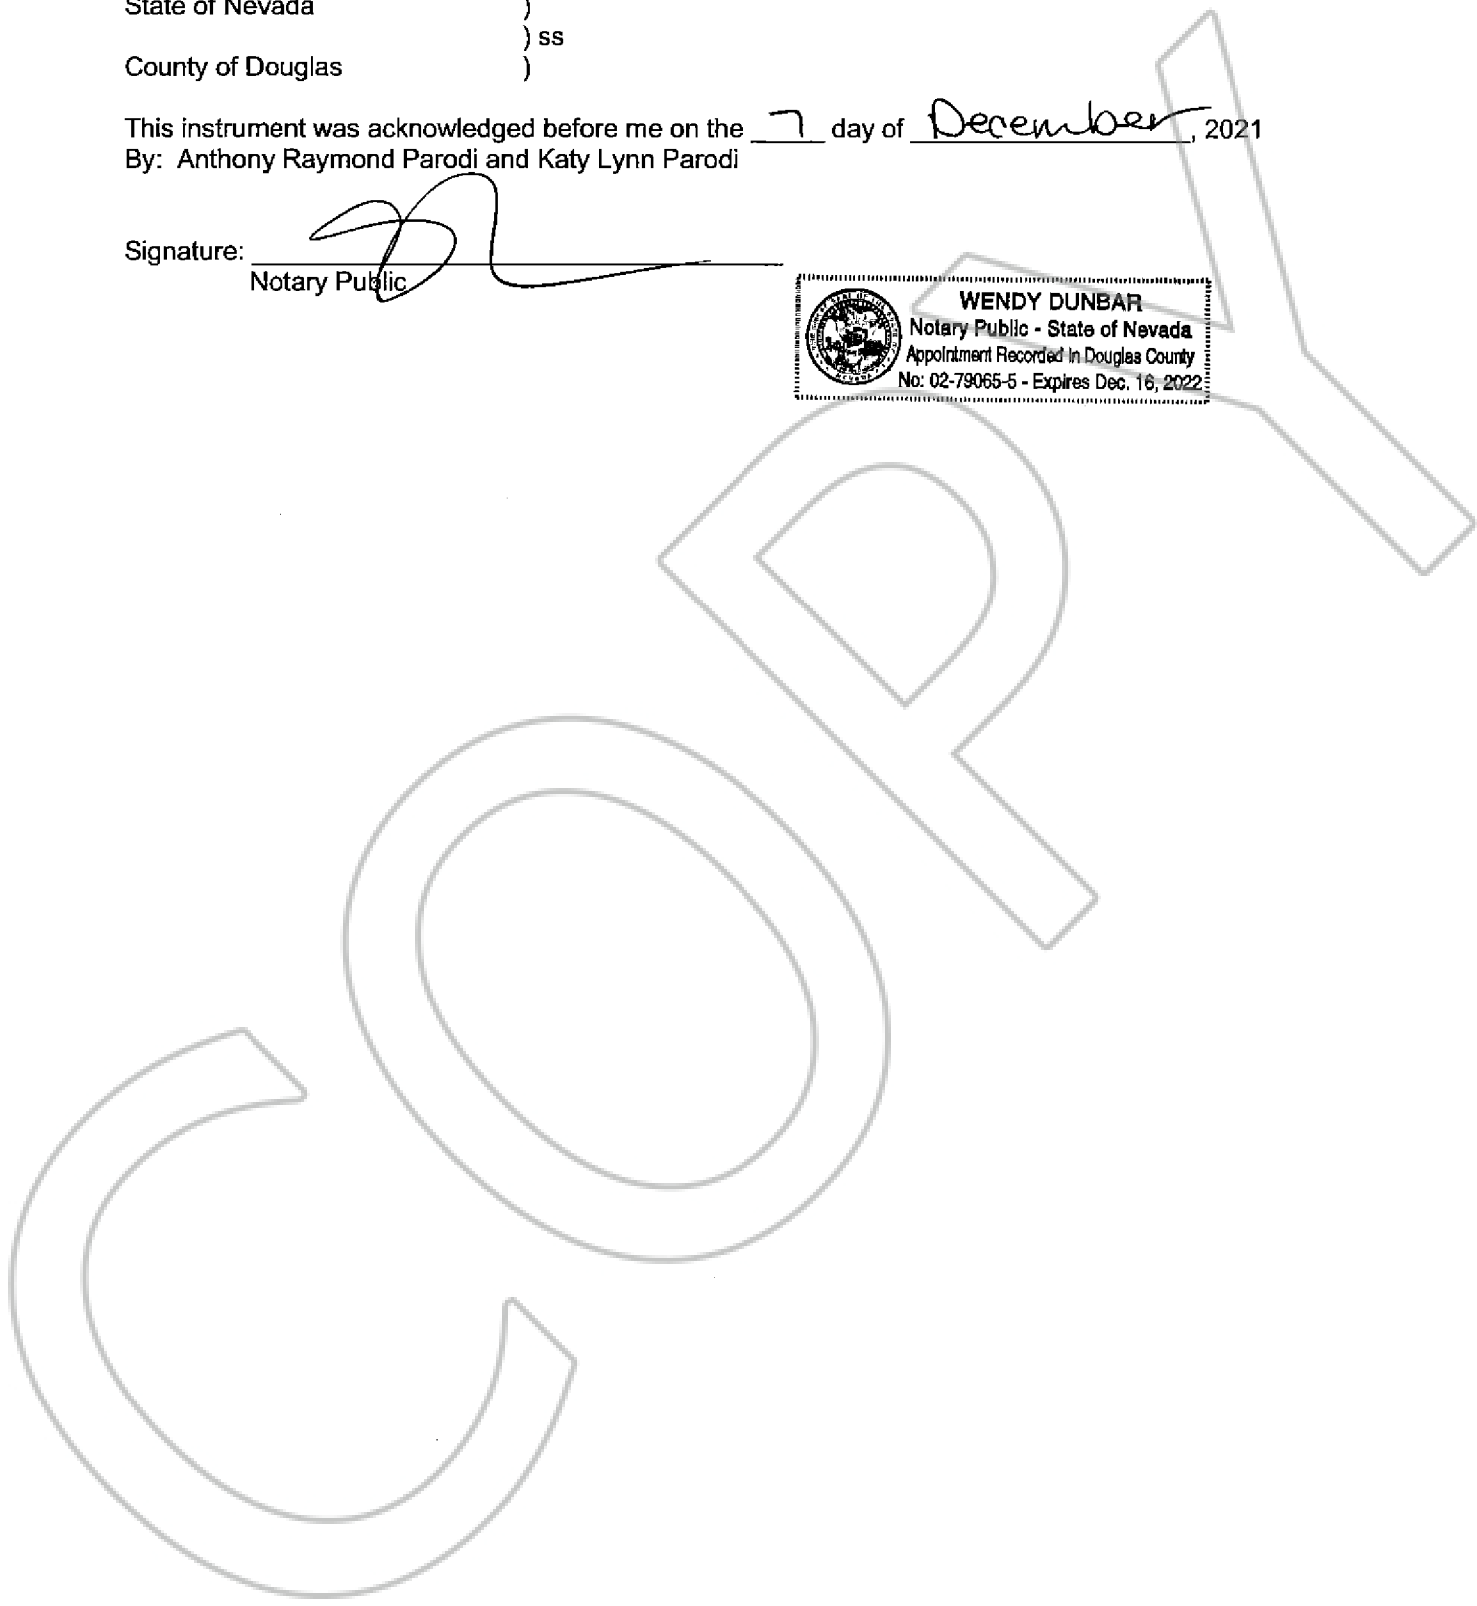 State of Nevada )
) ss
County of Douglas )
This instrument was acknowledged before me on the 7 day of December, 2021
By: Anthony Raymond Parodi and Katy Lynn Parodi
Signature:
Notary Public
WENDY DUNBAR
Notary Public - State of Nevada
Appointment Recorded in Douglas County
No: 02-79065-5 - Expires Dec. 16, 2022
COPY